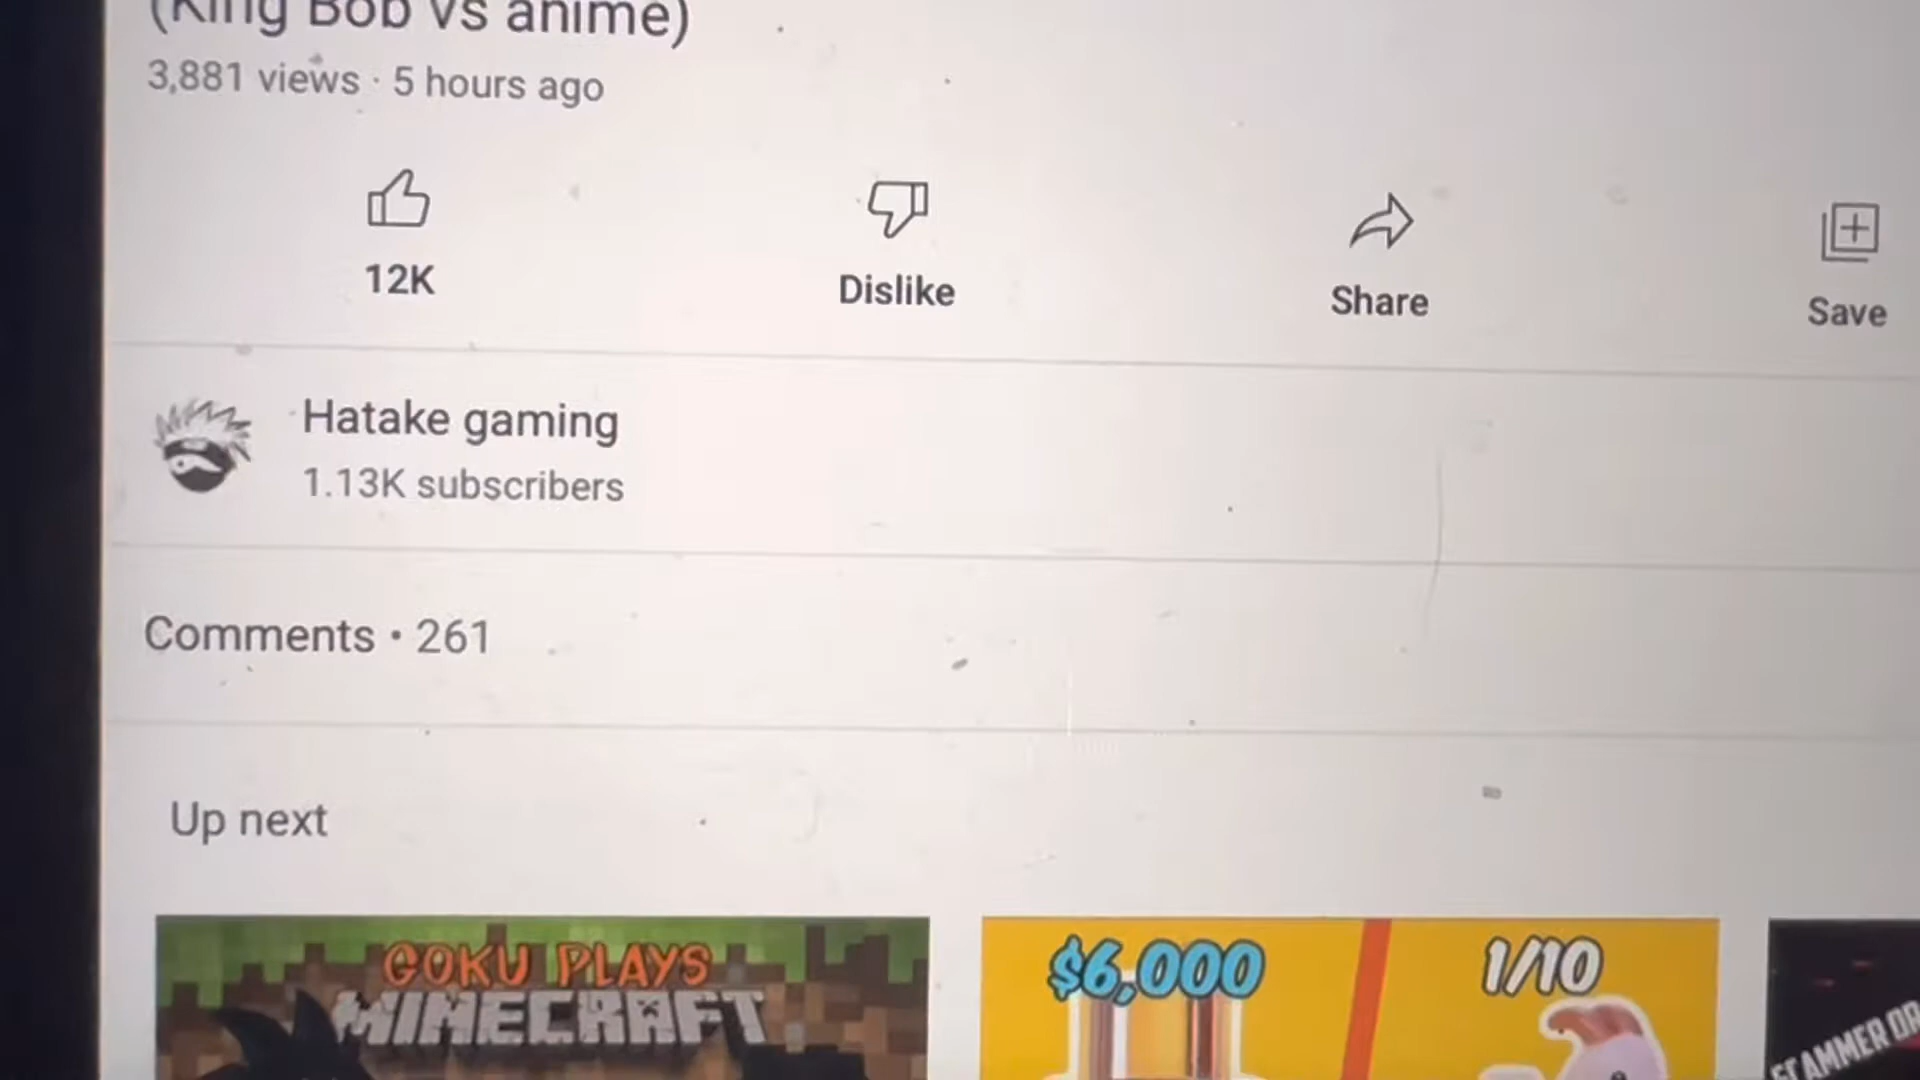 (King Bob vs anime)
3,881 views · 5 hours ago
12K
Dislike
Share
Save
Hatake gaming
1.13K subscribers
Comments • 261
Up next
GOKU PLAYS
MINECRAFT
$6,000
1/10
SCAMMER